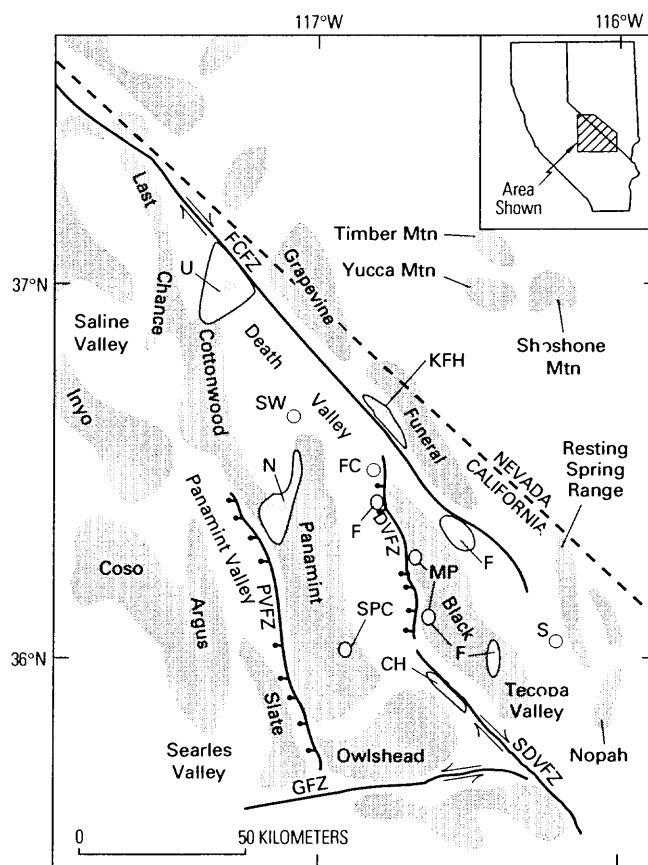 117°W
116°W
Area
Shown
Last
FCFZ
Timber Mtn
Grapevine
37°N
U
Yucca Mtn
Chance
Saline
Valley
Death
Shoshone
Mtn
Cottonwood
KFH
Inyo
SW
Valley
Funeral
NEVADA
CALIFORNIA
Resting
Spring
Range
N
FC
Panamint Valley
Panamint
F
DVFZ
F
Coso
Argus
PVFZ
MP
SPC
Black
S
36°N
F
CH
Tecopa
Valley
Slate
Searles
Valley
Owlshead
SDVFZ
Nopah
GFZ
0
50 KILOMETERS